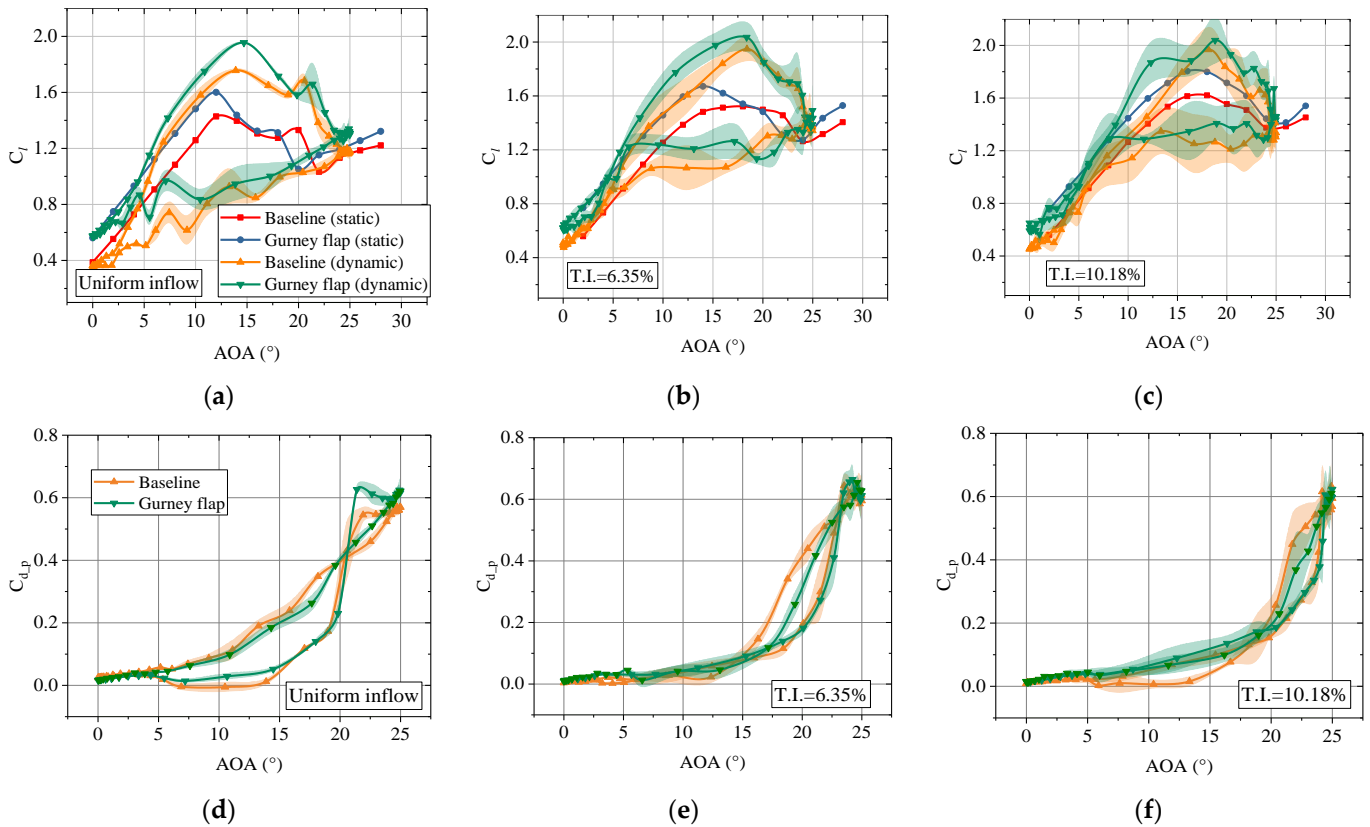 2.0
1.6
1.2
0.8
0.4
C_l
Baseline (static)
Gurney flap (static)
Baseline (dynamic)
Gurney flap (dynamic)
Uniform inflow
0 5 10 15 20 25 30
AOA (°)
(a)
2.0
1.6
1.2
0.8
0.4
C_l
T.I.=6.35%
0 5 10 15 20 25 30
AOA (°)
(b)
2.0
1.6
1.2
0.8
0.4
C_l
T.I.=10.18%
0 5 10 15 20 25 30
AOA (°)
(c)
0.8
0.6
0.4
0.2
0.0
C_{d_p}
Baseline
Gurney flap
Uniform inflow
0 5 10 15 20 25
AOA (°)
(d)
0.8
0.6
0.4
0.2
0.0
C_{d_p}
T.I.=6.35%
0 5 10 15 20 25
AOA (°)
(e)
0.8
0.6
0.4
0.2
0.0
C_{d_p}
T.I.=10.18%
0 5 10 15 20 25
AOA (°)
(f)